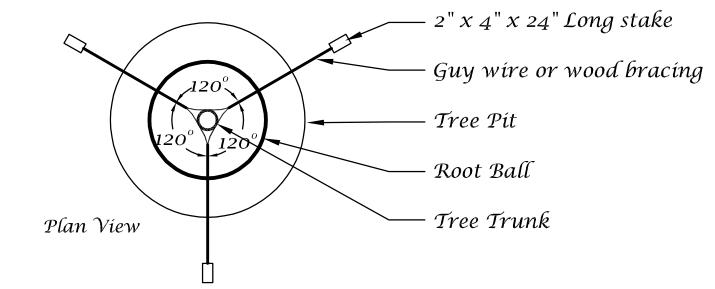 2" x 4" x 24" Long stake
Guy wire or wood bracing
120°
Tree Pit
120°
120°
Root Ball
Tree Trunk
Plan View